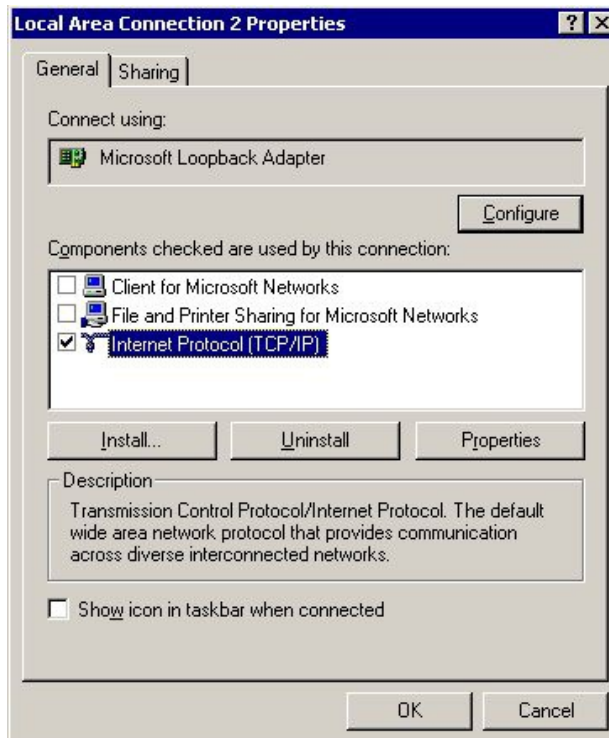 Local Area Connection 2 Properties
General Sharing
Connect using:
Microsoft Loopback Adapter
Configure
Components checked are used by this connection:
Client for Microsoft Networks
File and Printer Sharing for Microsoft Networks
Internet Protocol (TCP/IP)
Install... Uninstall Properties
Description
Transmission Control Protocol/Internet Protocol. The default
wide area network protocol that provides communication
across diverse interconnected networks.
Show icon in taskbar when connected
OK Cancel